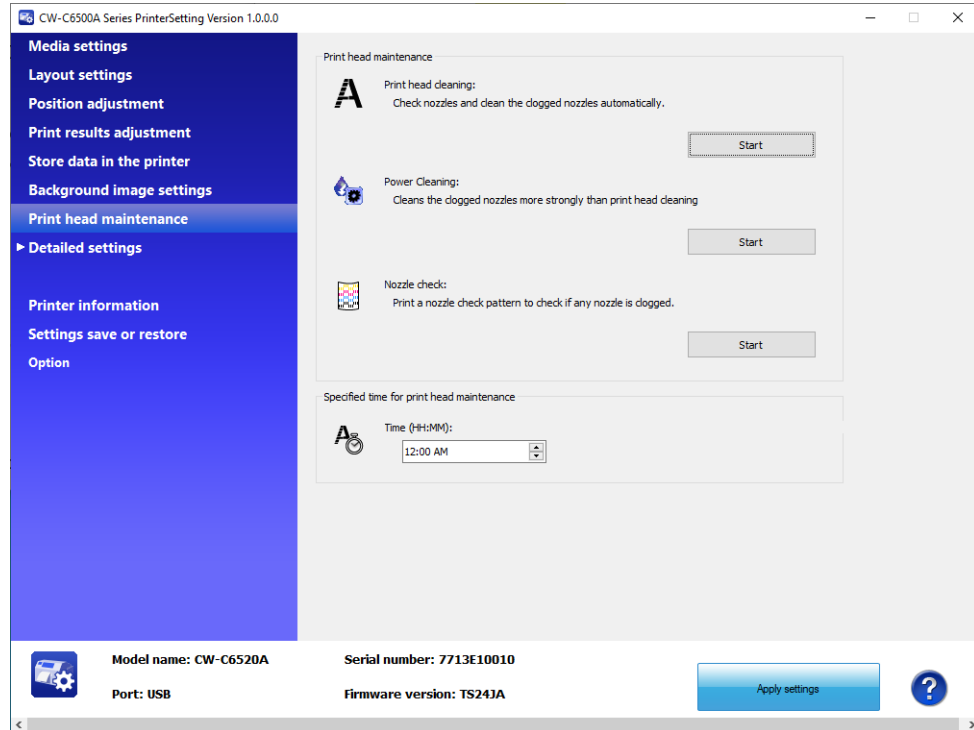 CW-C6500A Series PrinterSetting Version 1.0.0.0
Media settings
Layout settings
Position adjustment
Print results adjustment
Store data in the printer
Background image settings
Print head maintenance
Detailed settings
Printer information
Settings save or restore
Option
Print head maintenance
Print head cleaning:
Check nozzles and clean the clogged nozzles automatically.
Start
Power Cleaning:
Cleans the clogged nozzles more strongly than print head cleaning
Start
Nozzle check:
Print a nozzle check pattern to check if any nozzle is clogged.
Start
Specified time for print head maintenance
Time (HH:MM):
12:00 AM
Model name: CW-C6520A
Serial number: 7713E10010
Port: USB
Firmware version: TS24JA
Apply settings
?